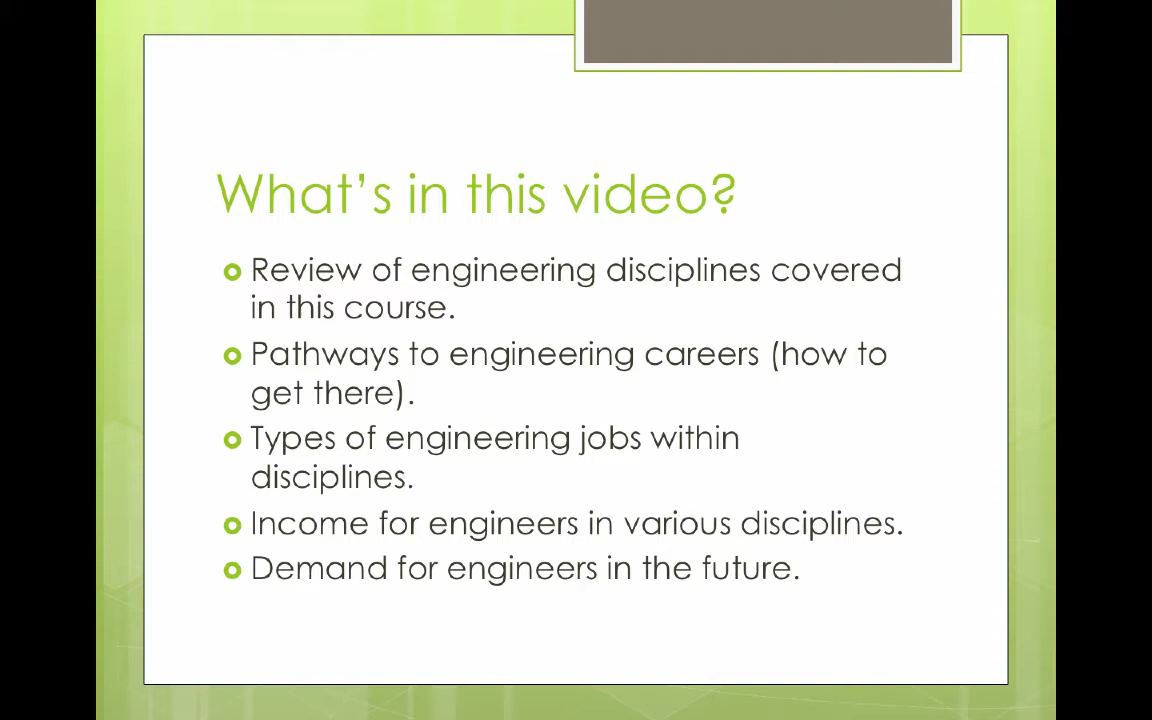 What's in this video?
Review of engineering disciplines covered
in this course.
Pathways to engineering careers (how to
get there).
Types of engineering jobs within
disciplines.
Income for engineers in various disciplines.
Demand for engineers in the future.